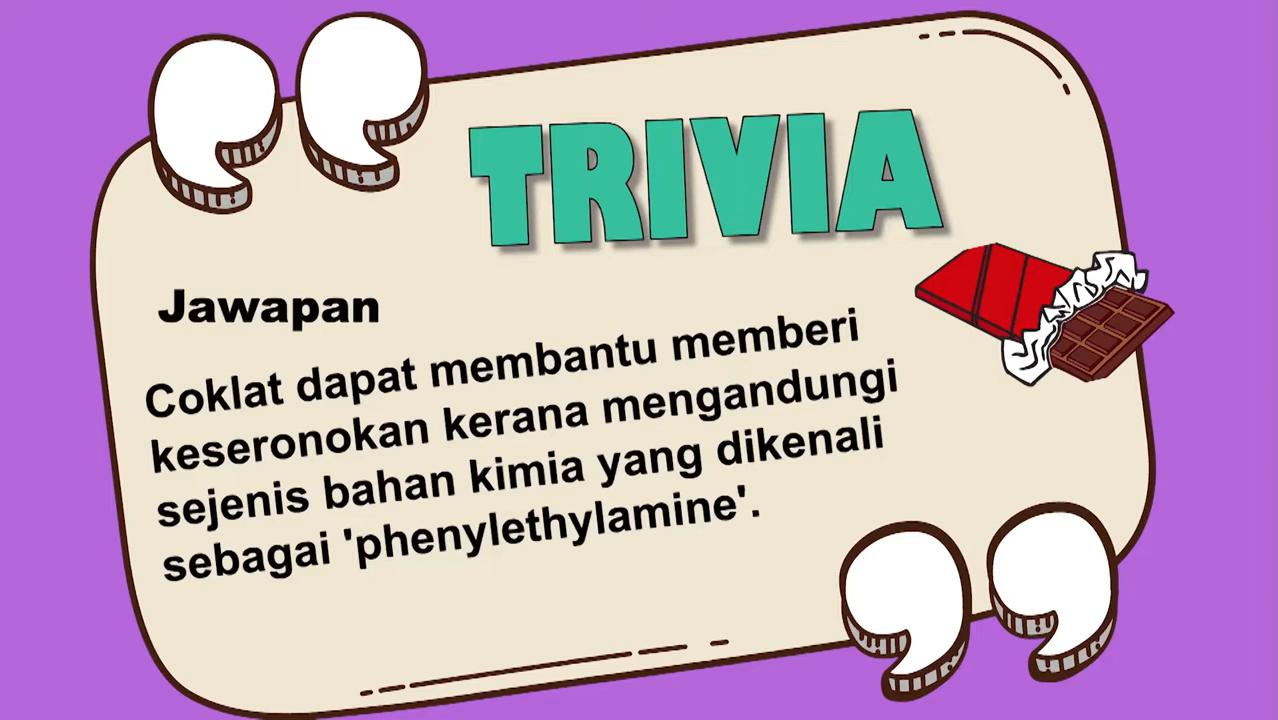 TRIVIA
Jawapan
Coklat dapat membantu memberi
keseronokan kerana mengandungi
sejenis bahan kimia yang dikenali
sebagai 'phenylethylamine'.